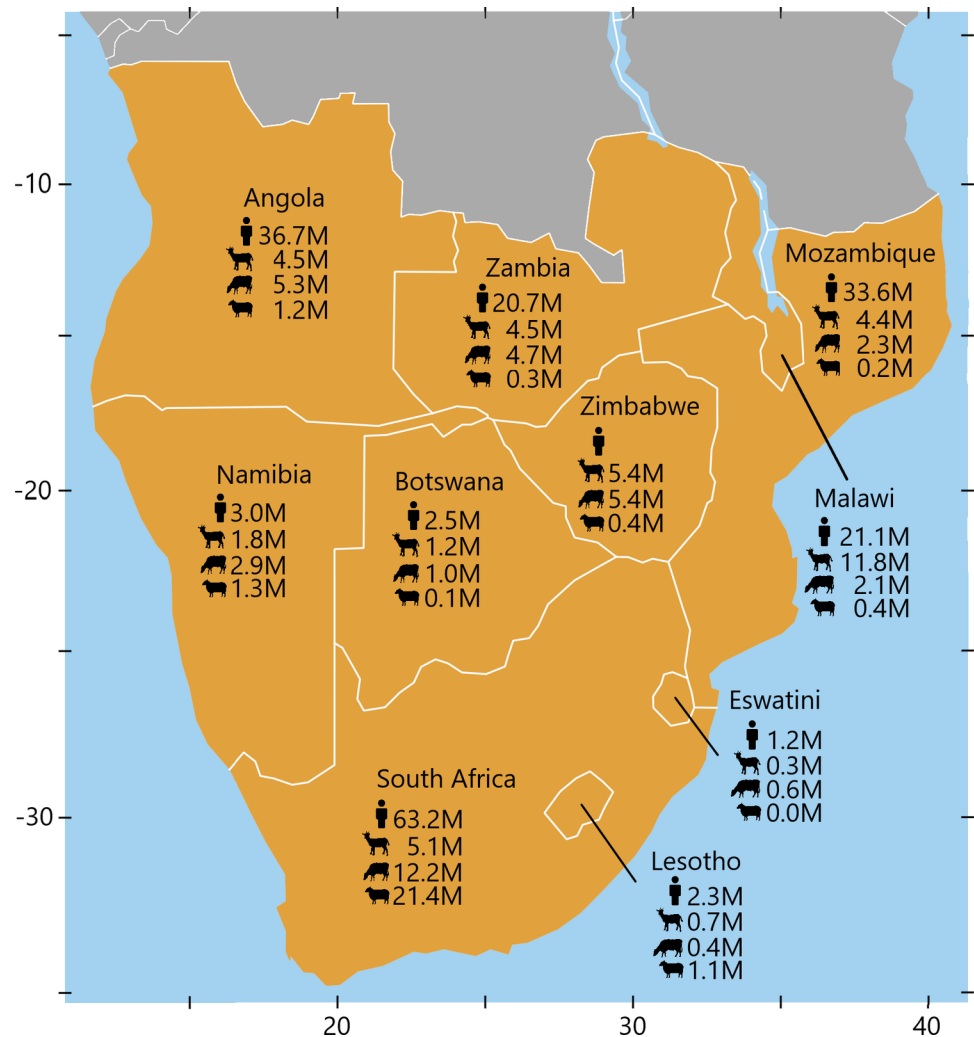 -10
-20
-30
20
30
40
Angola
36.7M
4.5M
5.3M
1.2M
Zambia
20.7M
4.5M
4.7M
0.3M
Mozambique
33.6M
4.4M
2.3M
0.2M
Zimbabwe
5.4M
5.4M
0.4M
Namibia
3.0M
1.8M
2.9M
1.3M
Botswana
2.5M
1.2M
1.0M
0.1M
Malawi
21.1M
11.8M
2.1M
0.4M
Eswatini
1.2M
0.3M
0.6M
0.0M
South Africa
63.2M
5.1M
12.2M
21.4M
Lesotho
2.3M
0.7M
0.4M
1.1M